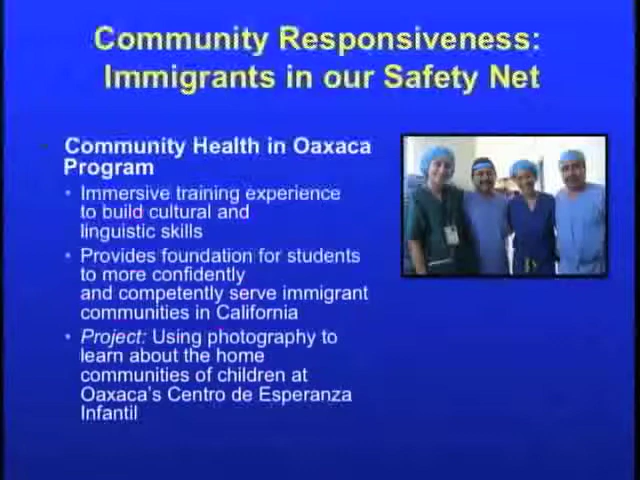 Community Responsiveness:
Immigrants in our Safety Net
Community Health in Oaxaca
Program
• Immersive training experience
to build cultural and
linguistic skills
• Provides foundation for students
to more confidently
and competently serve immigrant
communities in California
• Project: Using photography to
learn about the home
communities of children at
Oaxaca's Centro de Esperanza
Infantil